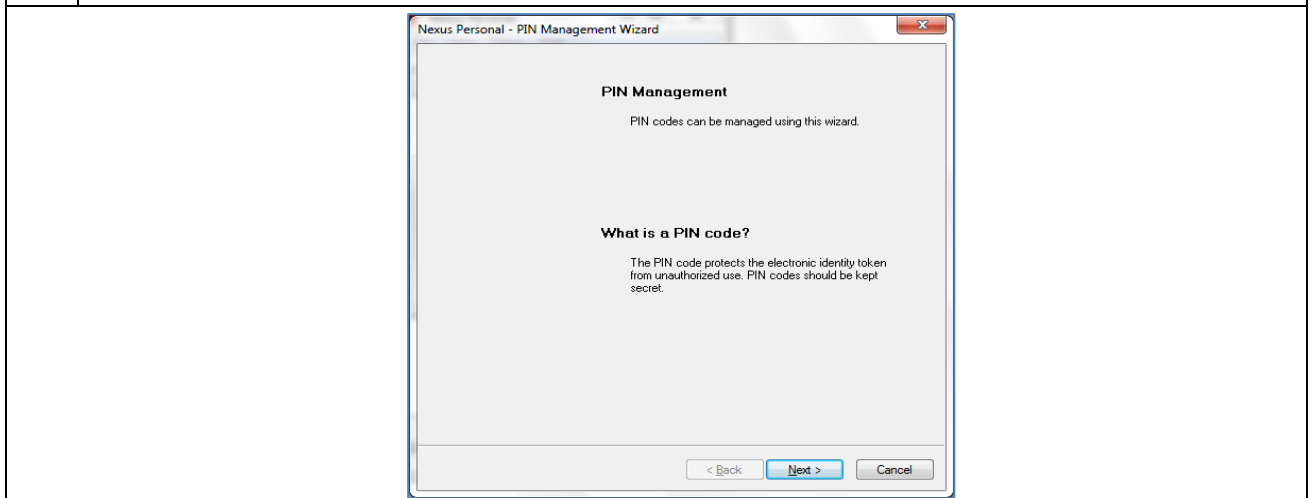 Nexus Personal - PIN Management Wizard
PIN Management
PIN codes can be managed using this wizard.
What is a PIN code?
The PIN code protects the electronic identity token
from unauthorized use. PIN codes should be kept
secret.
< Back
Next >
Cancel